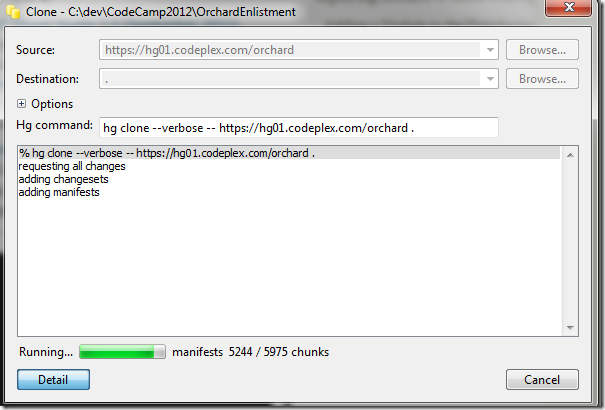 Clone - C:\dev\CodeCamp2012\OrchardEnlistment
Source: https://hg01.codeplex.com/orchard Browse...
Destination: . Browse...
Options
Hg command: hg clone --verbose -- https://hg01.codeplex.com/orchard .
% hg clone --verbose -- https://hg01.codeplex.com/orchard .
requesting all changes
adding changesets
adding manifests
Running... manifests 5244 / 5975 chunks
Detail Cancel